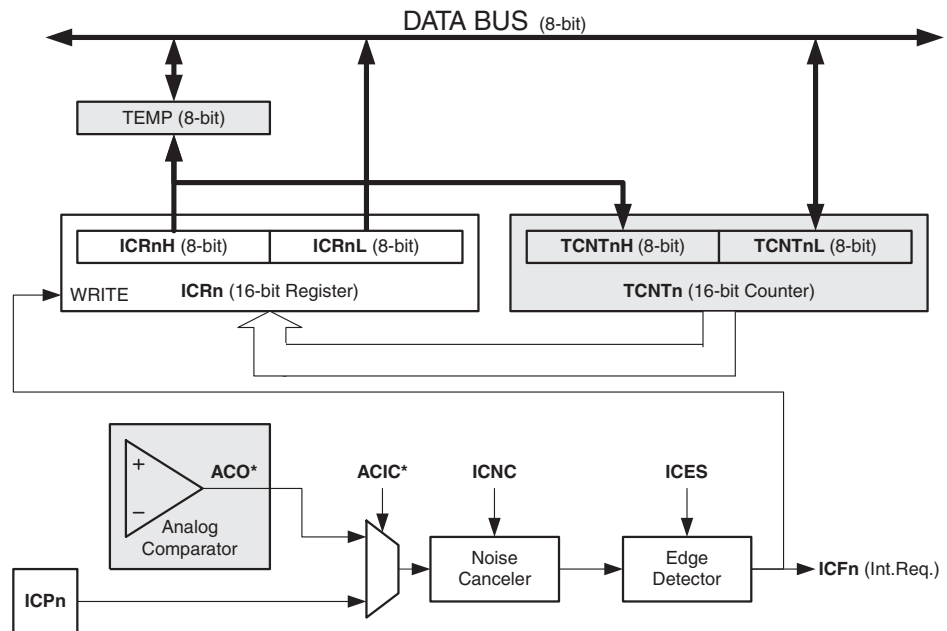 DATA BUS (8-bit)
TEMP (8-bit)
ICRnH (8-bit)
ICRnL (8-bit)
TCNTnH (8-bit)
TCNTnL (8-bit)
WRITE
ICRn (16-bit Register)
TCNTn (16-bit Counter)
+
−
ACO*
Analog
Comparator
ACIC*
ICNC
ICES
Noise
Canceler
Edge
Detector
ICFn (Int.Req.)
ICPn